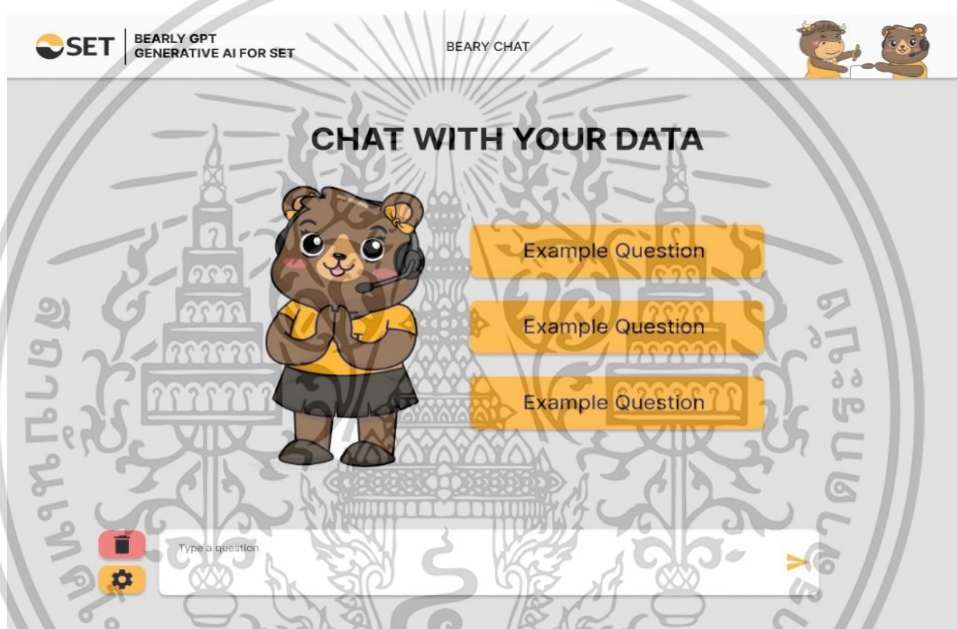 SET
BEARLY GPT
GENERATIVE AI FOR SET
BEARY CHAT
CHAT WITH YOUR DATA
Example Question
Example Question
Example Question
Type a question